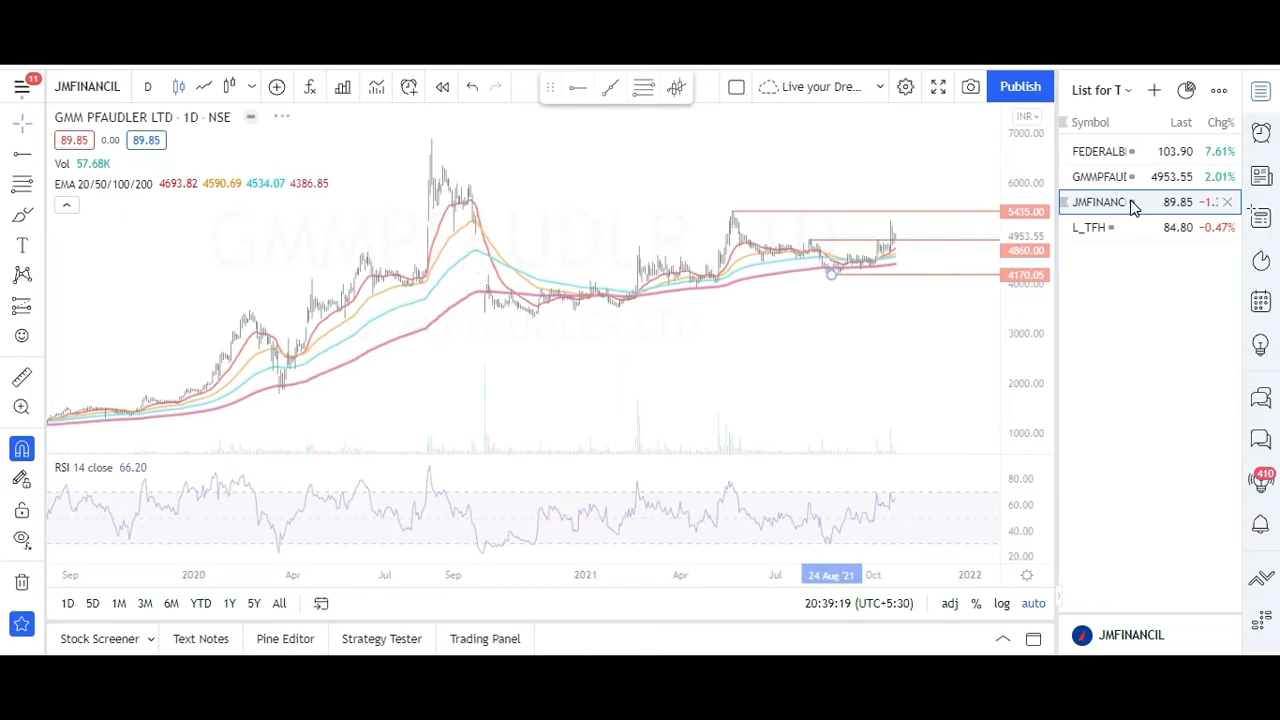 11
JMFINANCIL
D
Live your Dre...
Publish
List for T
GMM PFAUDLER LTD · 1D · NSE
INR
Symbol
Last
Chg%
89.85
0.00
89.85
7000.00
FEDERALB
103.90
7.61%
Vol 57.68K
GMMPFAUI
4953.55
2.01%
EMA 20/50/100/200
4693.82
4590.69
4534.07
4386.85
6000.00
JMFINANC
89.85
5435.00
L_TFH
84.80
-0.47%
4953.55
4860.00
4170.05
4000.00
GMM PFAUDLER LTD
3000.00
2000.00
1000.00
RSI 14 close 66.20
80.00
60.00
40.00
20.00
410
Sep
2020
Apr
Jul
Sep
2021
Apr
Jul
24 Aug '21
Oct
2022
1D
5D
1M
3M
6M
YTD
1Y
5Y
All
20:39:19 (UTC+5:30)
adj
%
log
auto
Stock Screener
Text Notes
Pine Editor
Strategy Tester
Trading Panel
JMFINANCIL